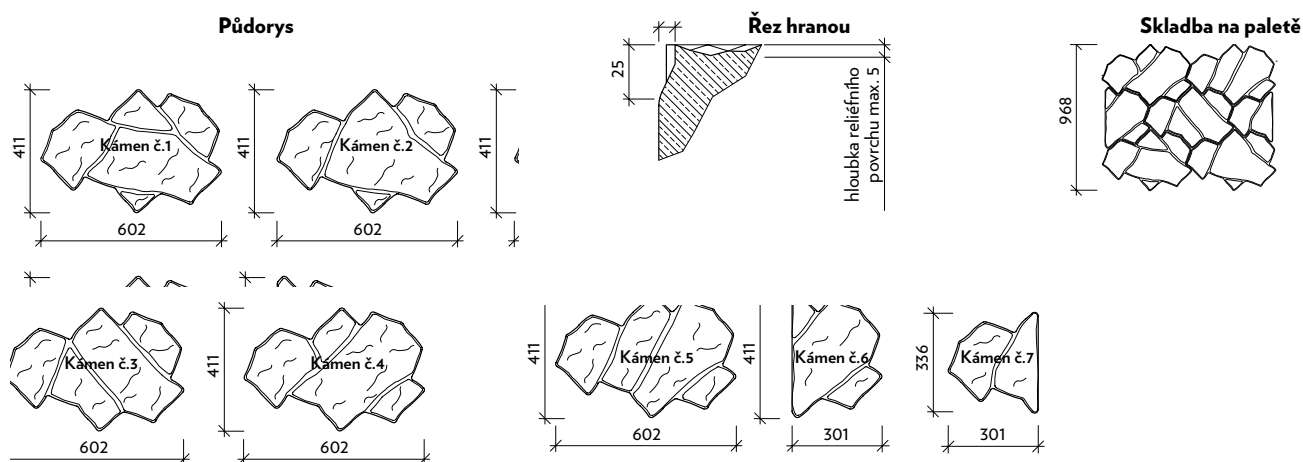 Půdorys
Řez hranou
Skladba na paletě
411
Kámen č.1
602
411
Kámen č.2
602
411
25
hloubka reliéfního
povrchu max. 5
968
Kámen č.3
602
411
Kámen č.4
602
411
Kámen č.5
602
411
Kámen č.6
301
336
Kámen č.7
301